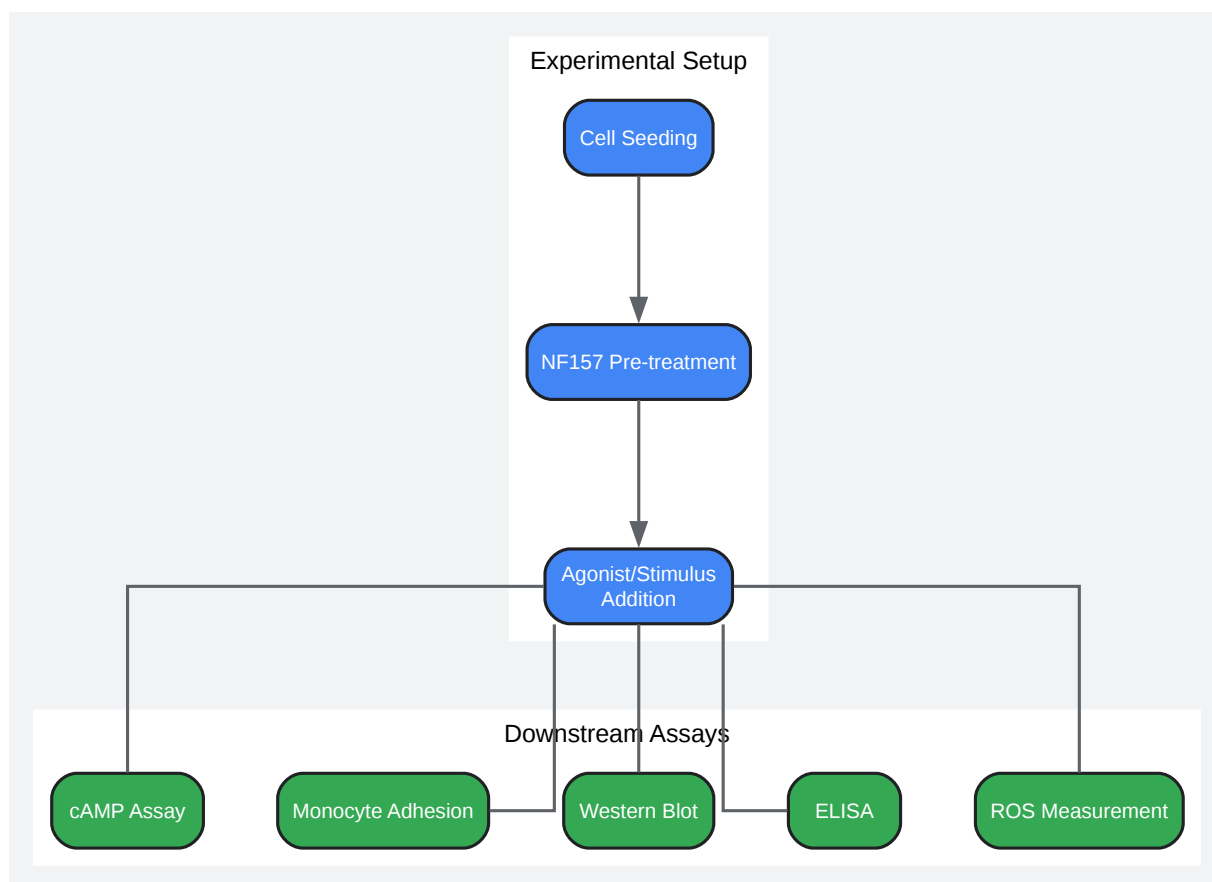 Experimental Setup
Cell Seeding
NF157 Pre-treatment
Agonist/Stimulus
Addition
Downstream Assays
cAMP Assay
Monocyte Adhesion
Western Blot
ELISA
ROS Measurement